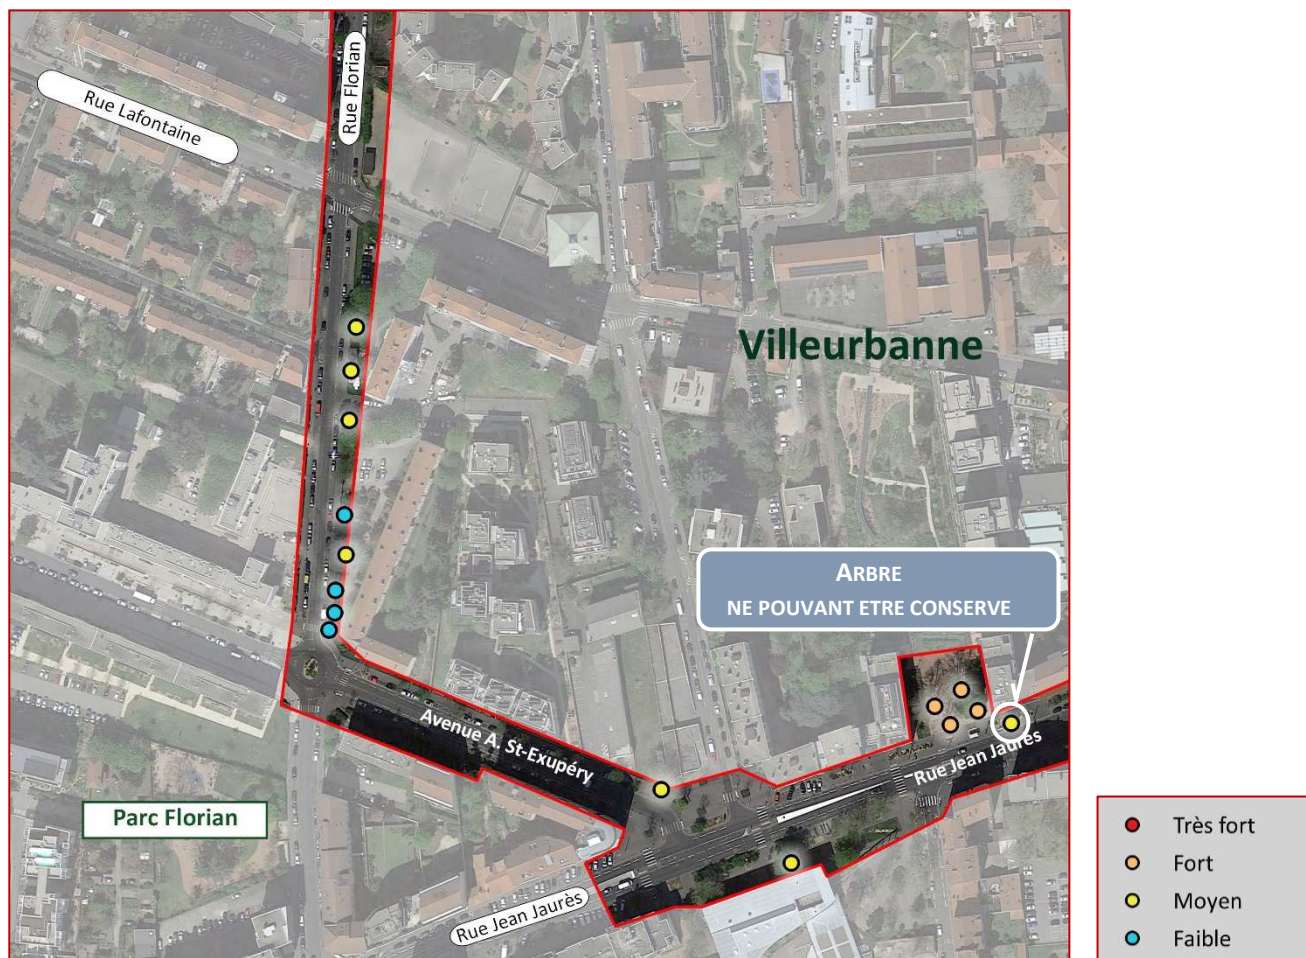 Rue Florian
Rue Lafontaine
Villeurbanne
ARBRE
NE POUVANT ETRE CONSERVE
Avenue A. St-Exupéry
Rue Jean Jaurès
Parc Florian
Rue Jean Jaurès
Très fort
Fort
Moyen
Faible